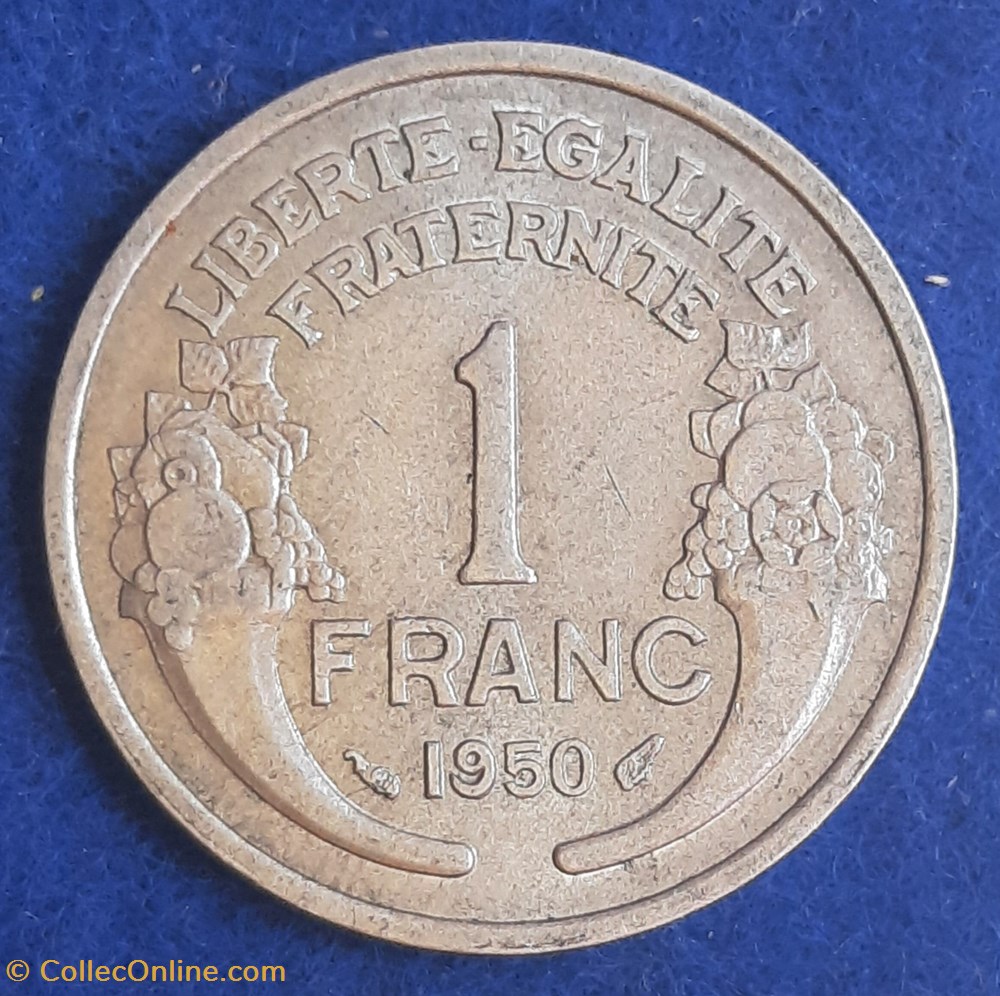 LIBERTE·EGALITE
FRATERNITE
1
FRANC
1950
© CollecOnline.com